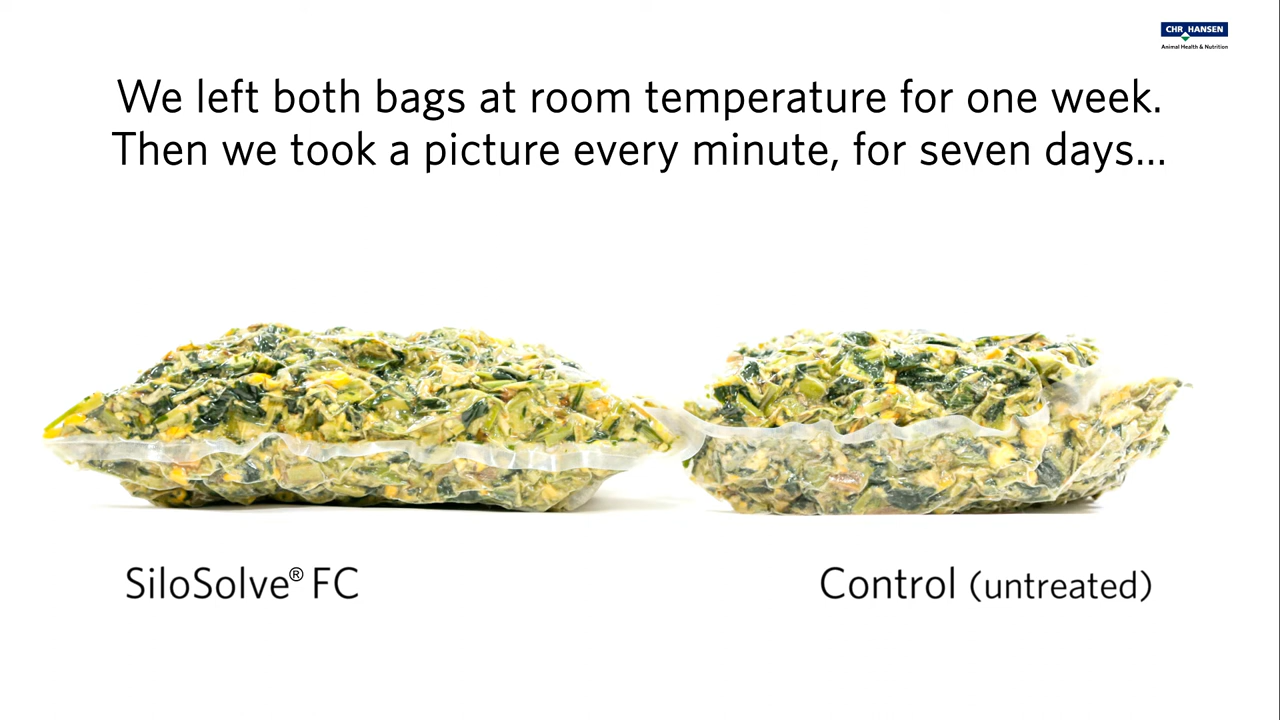 CHR HANSEN
Animal Health & Nutrition
We left both bags at room temperature for one week.
Then we took a picture every minute, for seven days...
SiloSolve® FC
Control (untreated)